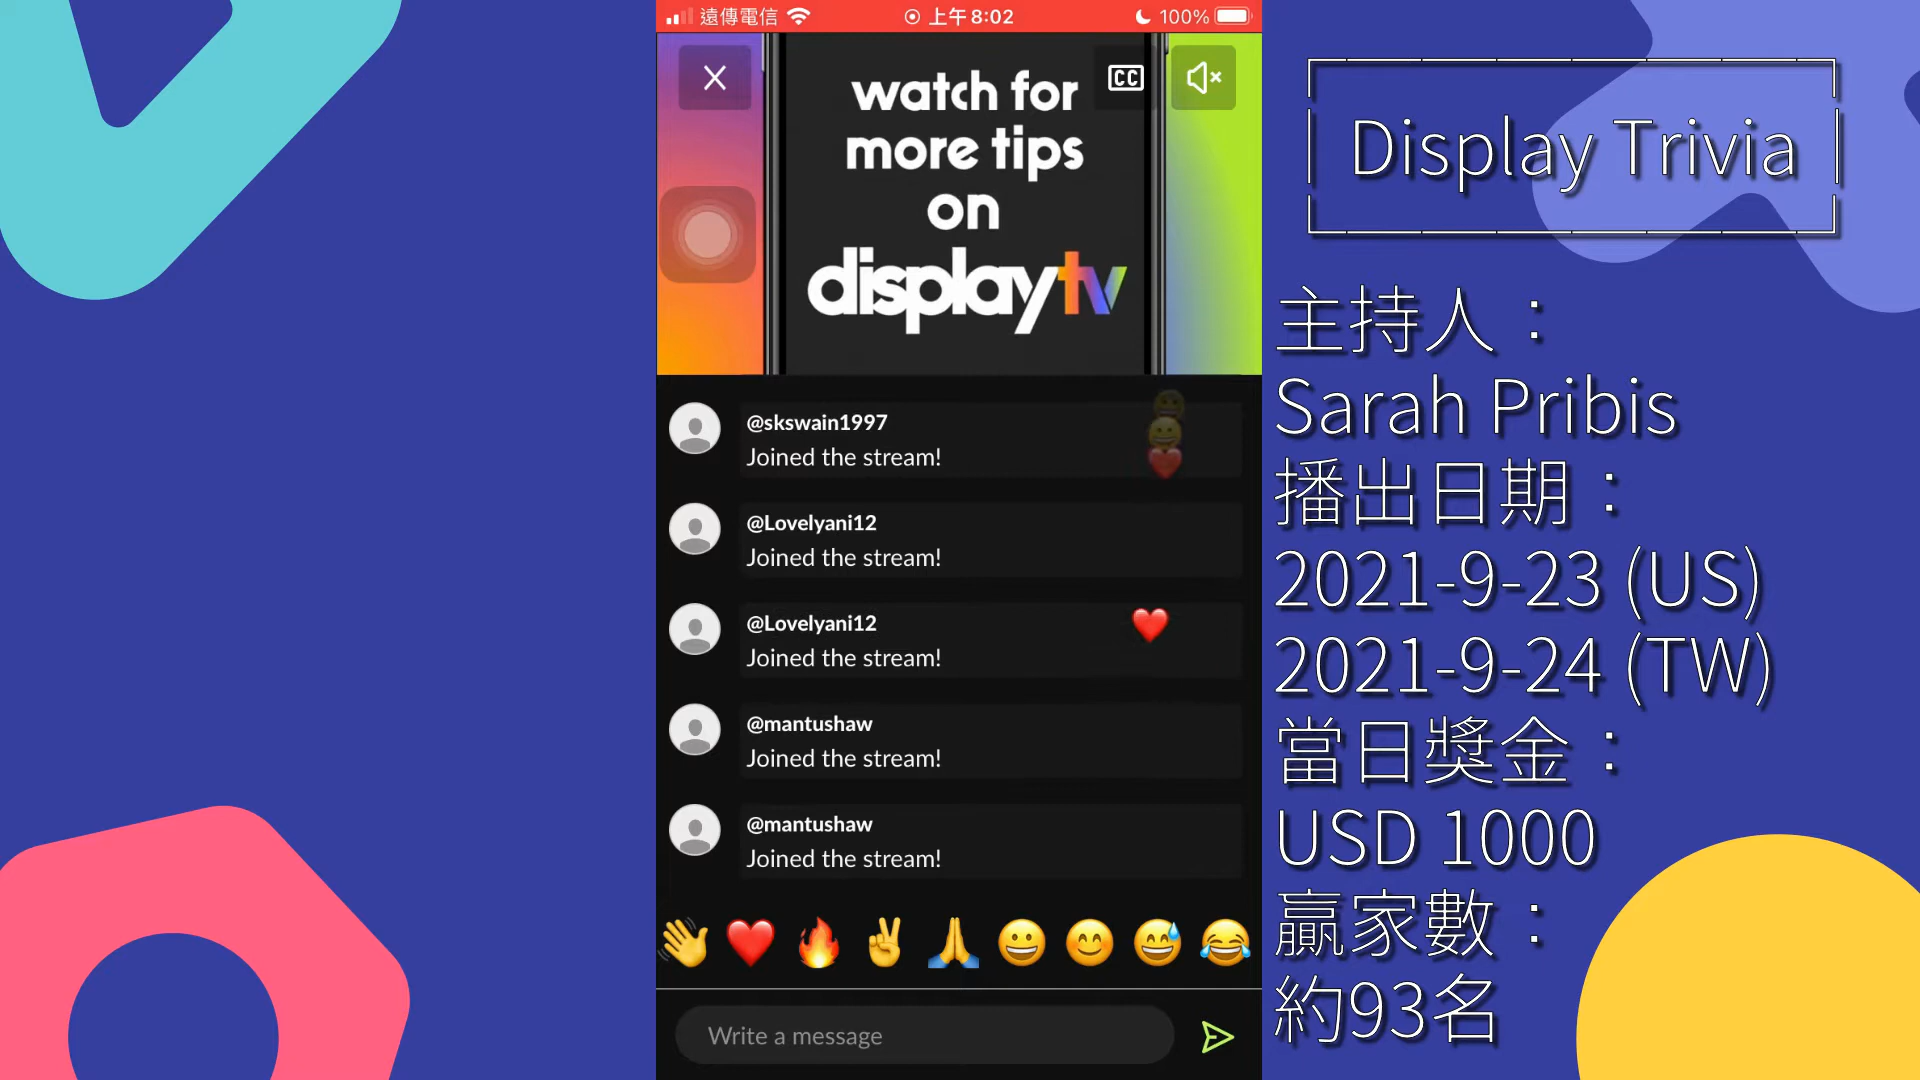 遠傳電信
上午8:02
100%
watch for
more tips
on
displaytv
CC
@skswain1997
Joined the stream!
@Lovelyani12
Joined the stream!
@Lovelyani12
Joined the stream!
@mantushaw
Joined the stream!
@mantushaw
Joined the stream!
Write a message
Display Trivia
主持人：
Sarah Pribis
播出日期：
2021-9-23 (US)
2021-9-24 (TW)
當日獎金：
USD 1000
贏家數：
約93名